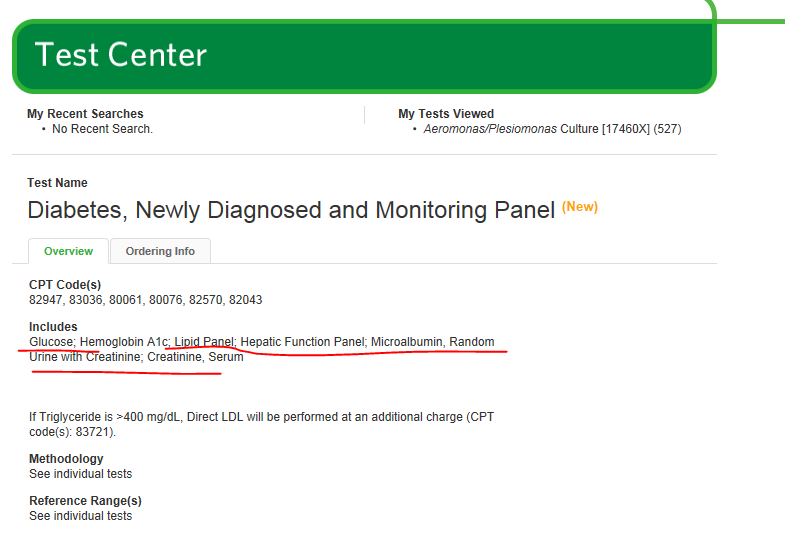 Test Center
My Recent Searches
• No Recent Search.
My Tests Viewed
• Aeromonas/Plesiomonas Culture [17460X] (527)
Test Name
Diabetes, Newly Diagnosed and Monitoring Panel (New)
Overview
Ordering Info
CPT Code(s)
82947, 83036, 80061, 80076, 82570, 82043
Includes
Glucose; Hemoglobin A1c; Lipid Panel; Hepatic Function Panel; Microalbumin, Random
Urine with Creatinine; Creatinine, Serum
If Triglyceride is >400 mg/dL, Direct LDL will be performed at an additional charge (CPT
code(s): 83721).
Methodology
See individual tests
Reference Range(s)
See individual tests